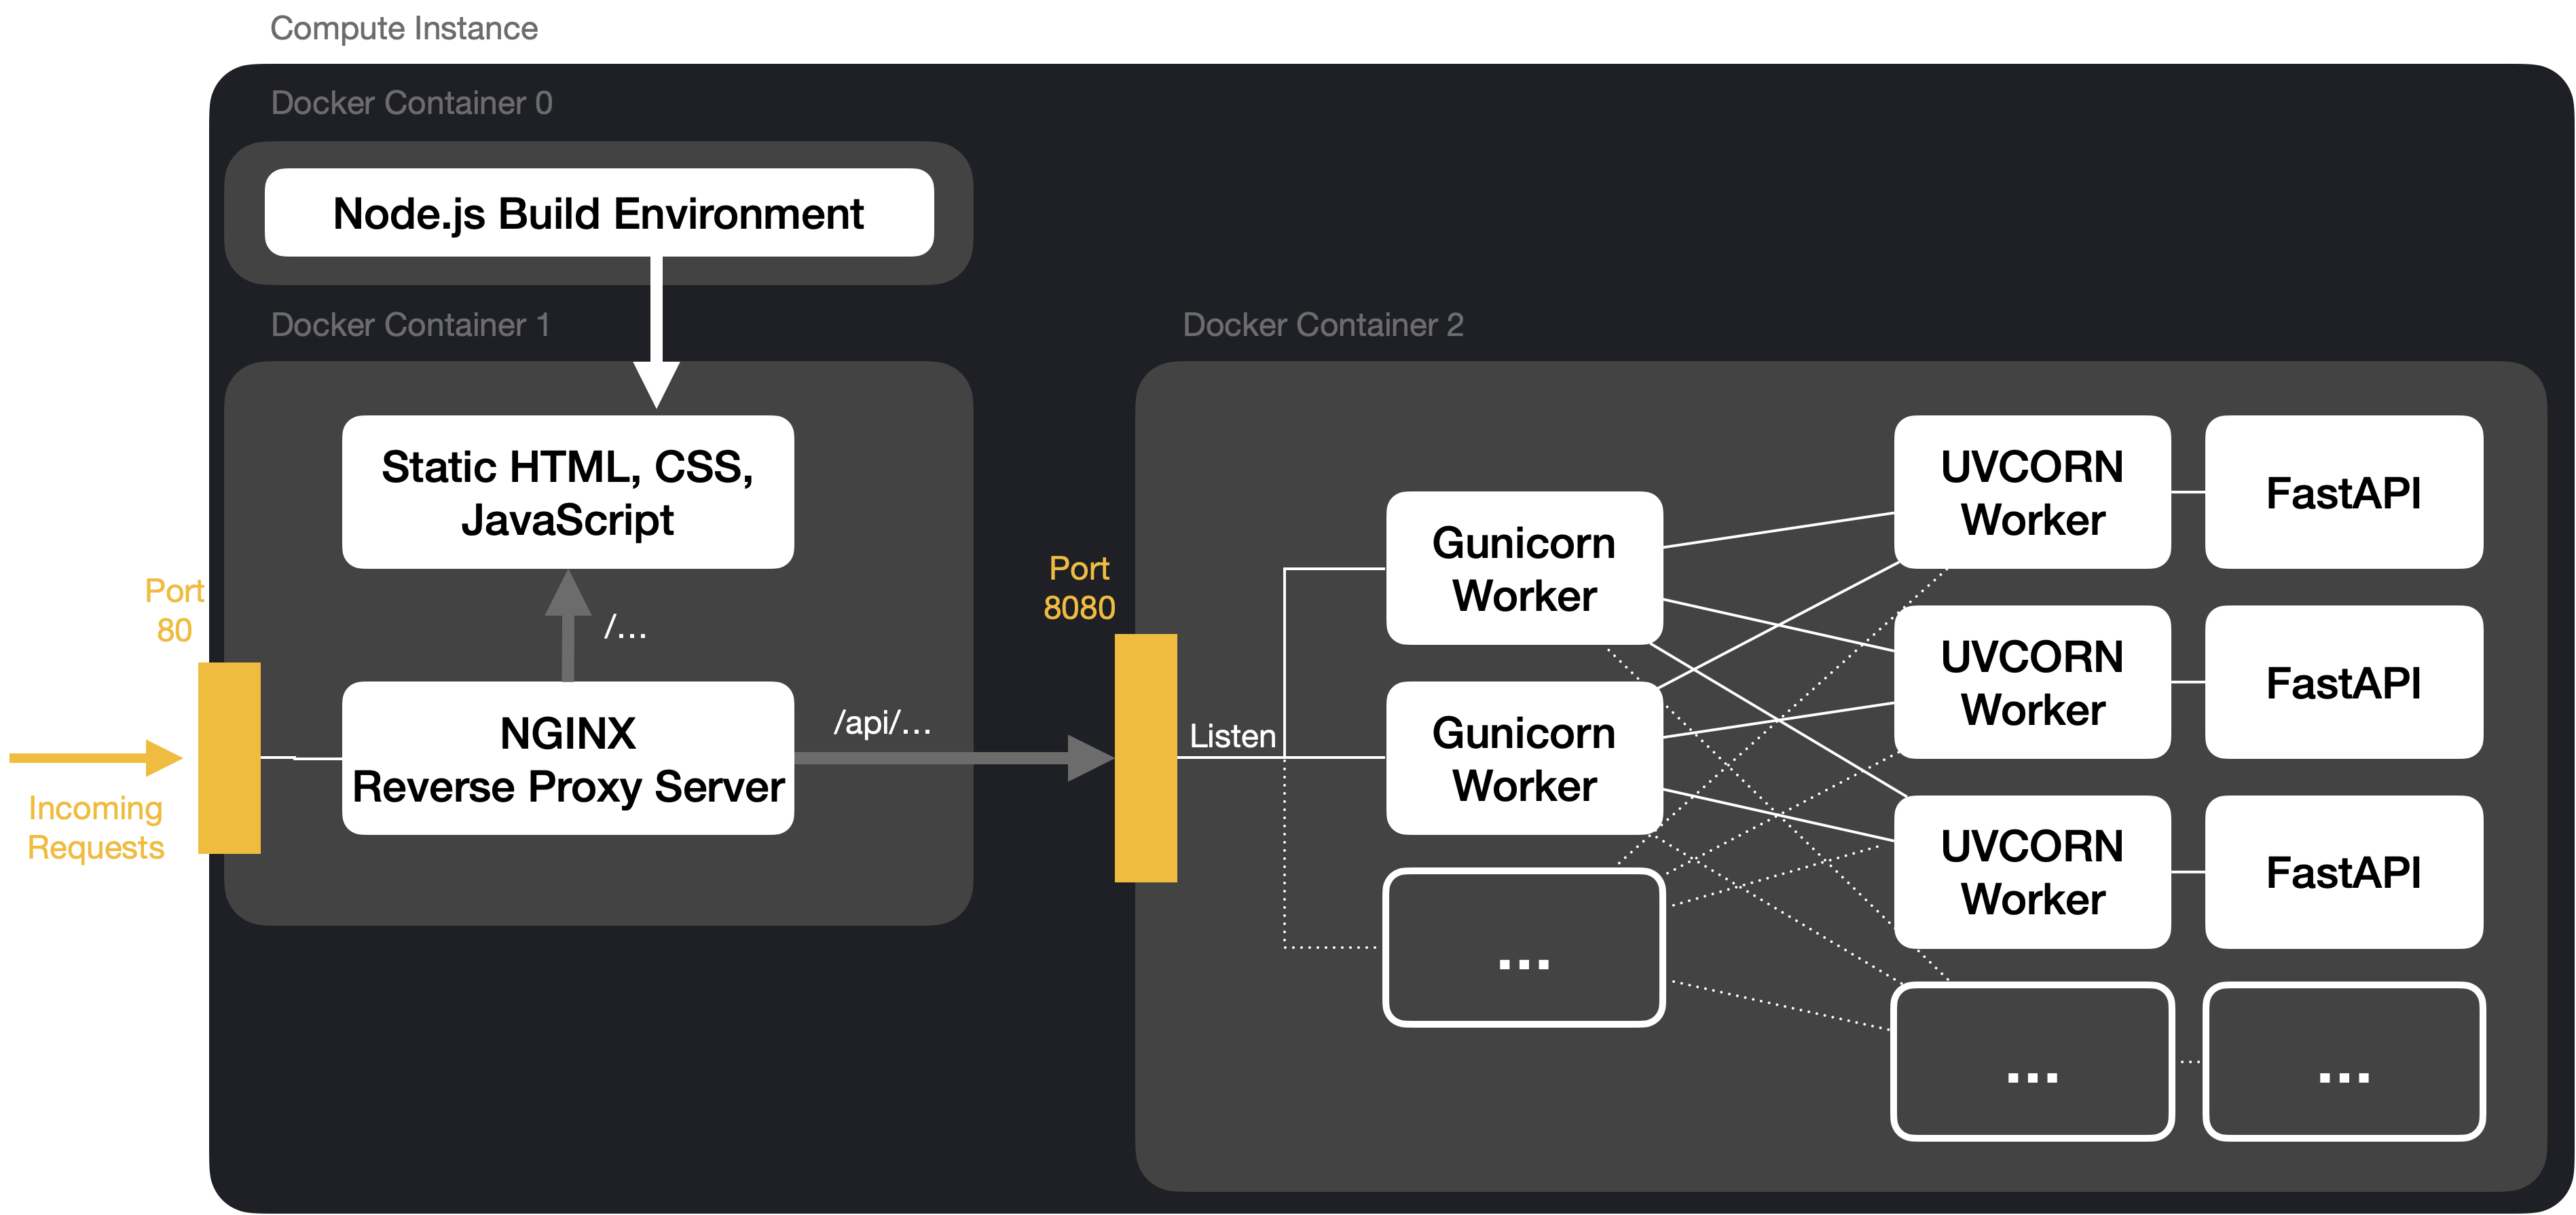 Compute Instance
Docker Container 0
Node.js Build Environment
Docker Container 1
Static HTML, CSS,
JavaScript
/...
Port
80
Incoming
Requests
NGINX
Reverse Proxy Server
/api/...
Docker Container 2
Port
8080
Listen
Gunicorn
Worker
Gunicorn
Worker
...
UVCORN
Worker
FastAPI
UVCORN
Worker
FastAPI
UVCORN
Worker
FastAPI
...
...